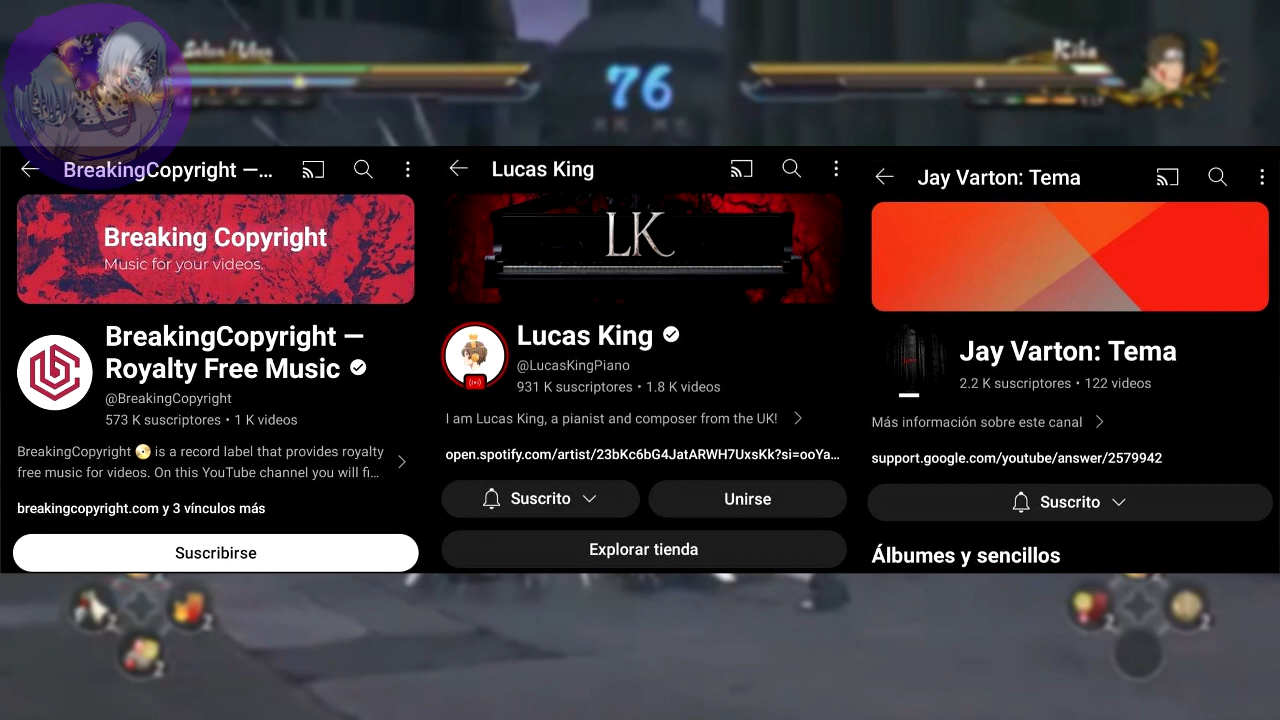 76
BreakingCopyright —...
Breaking Copyright
Music for your videos.
BreakingCopyright —
Royalty Free Music
@BreakingCopyright
573 K suscriptores • 1 K videos
BreakingCopyright 📀 is a record label that provides royalty
free music for videos. On this YouTube channel you will fi...
breakingcopyright.com y 3 vínculos más
Suscribirse
Lucas King
LK
Lucas King
@LucasKingPiano
931 K suscriptores • 1.8 K videos
I am Lucas King, a pianist and composer from the UK!
open.spotify.com/artist/23bKc6bG4JatARWH7UxsKk?si=ooYa...
Suscrito
Unirse
Explorar tienda
Jay Varton: Tema
Jay Varton: Tema
2.2 K suscriptores • 122 videos
Más información sobre este canal
support.google.com/youtube/answer/2579942
Suscrito
Álbumes y sencillos
2
2
2
2
2